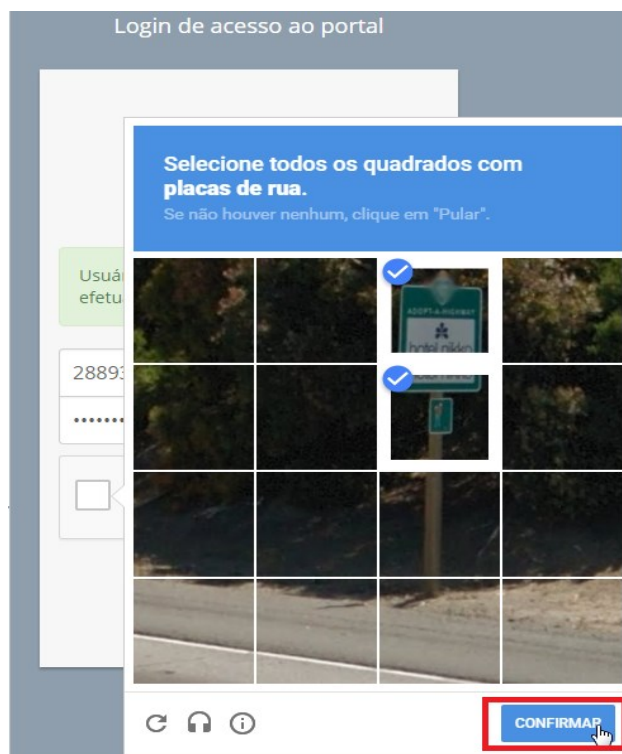 Login de acesso ao portal
Selecione todos os quadrados com
placas de rua.
Se não houver nenhum, clique em "Pular".
ADOPT-A-HIGHWAY
hotel nikko
Usuá
efetu
28893
CONFIRMAR